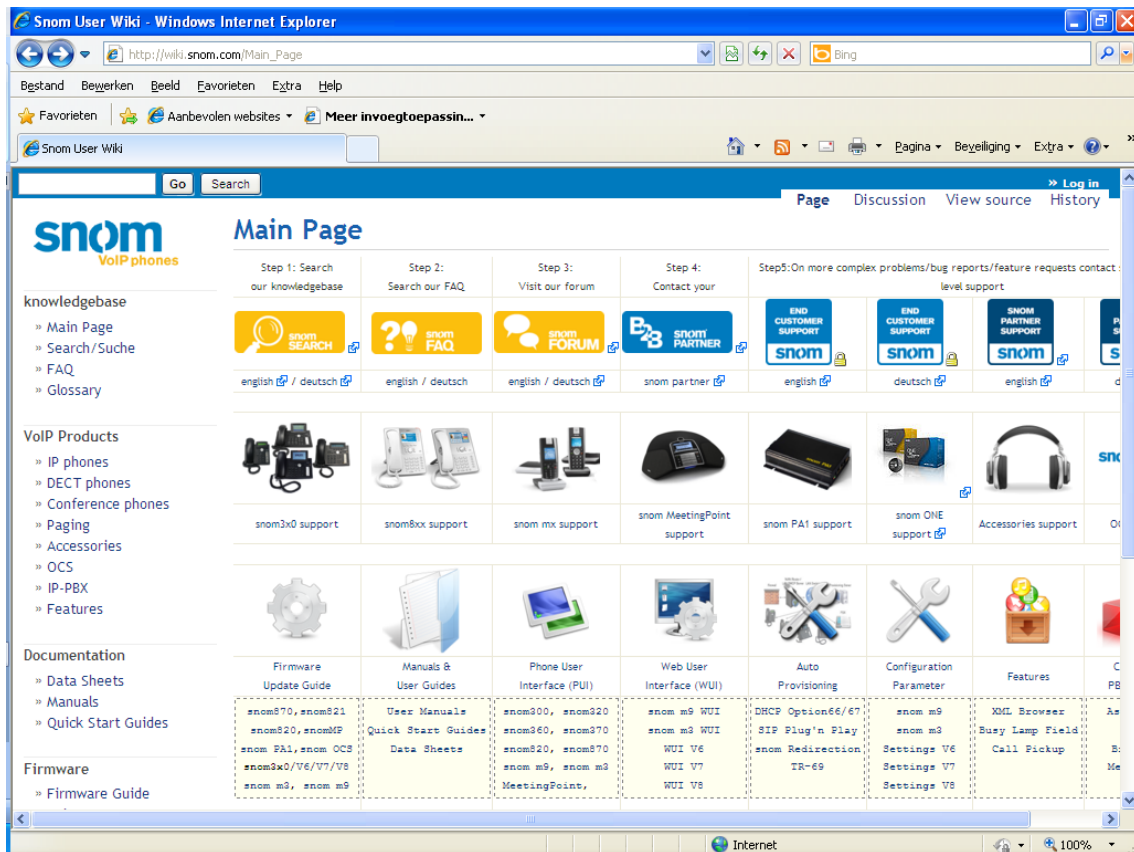 Snom User Wiki - Windows Internet Explorer
http://wiki.snom.com/Main_Page
Bing
Bestand Bewerken Beeld Favorieten Extra Help
Favorieten Aanbevolen websites Meer invoegtoepassin...
Snom User Wiki
Pagina Beveiliging Extra
Go Search
» Log in
Page Discussion View source History
snom
VoIP phones
Main Page
Step 1: Search
our knowledgebase
Step 2:
Search our FAQ
Step 3:
Visit our forum
Step 4:
Contact your
Step5:On more complex problems/bug reports/feature requests contact
level support
snom SEARCH
snom FAQ
snom FORUM
B2B snom PARTNER
END CUSTOMER SUPPORT snom
END CUSTOMER SUPPORT snom
SNOM PARTNER SUPPORT snom
english / deutsch
english / deutsch
english / deutsch
snom partner
english
deutsch
english
knowledgebase
» Main Page
» Search/Suche
» FAQ
» Glossary
VoIP Products
» IP phones
» DECT phones
» Conference phones
» Paging
» Accessories
» OCS
» IP-PBX
» Features
Documentation
» Data Sheets
» Manuals
» Quick Start Guides
Firmware
» Firmware Guide
snom3x0 support
snom8xx support
snom mx support
snom MeetingPoint
support
snom PA1 support
snom ONE
support
Accessories support
Firmware
Update Guide
Manuals &
User Guides
Phone User
Interface (PUI)
Web User
Interface (WUI)
Auto
Provisioning
Configuration
Parameter
Features
snom870,snom821
snom820,snomMP
snom PA1,snom OCS
snom3x0/V6/V7/V8
snom m3, snom m9
User Manuals
Quick Start Guides
Data Sheets
snom300, snom320
snom360, snom370
snom820, snom870
snom m9, snom m3
MeetingPoint,
snom m9 WUI
snom m3 WUI
WUI V6
WUI V7
WUI V8
DHCP Option66/67
SIP Plug'n Play
snom Redirection
TR-69
snom m9
snom m3
Settings V6
Settings V7
Settings V8
XML Browser
Busy Lamp Field
Call Pickup
Internet
100%